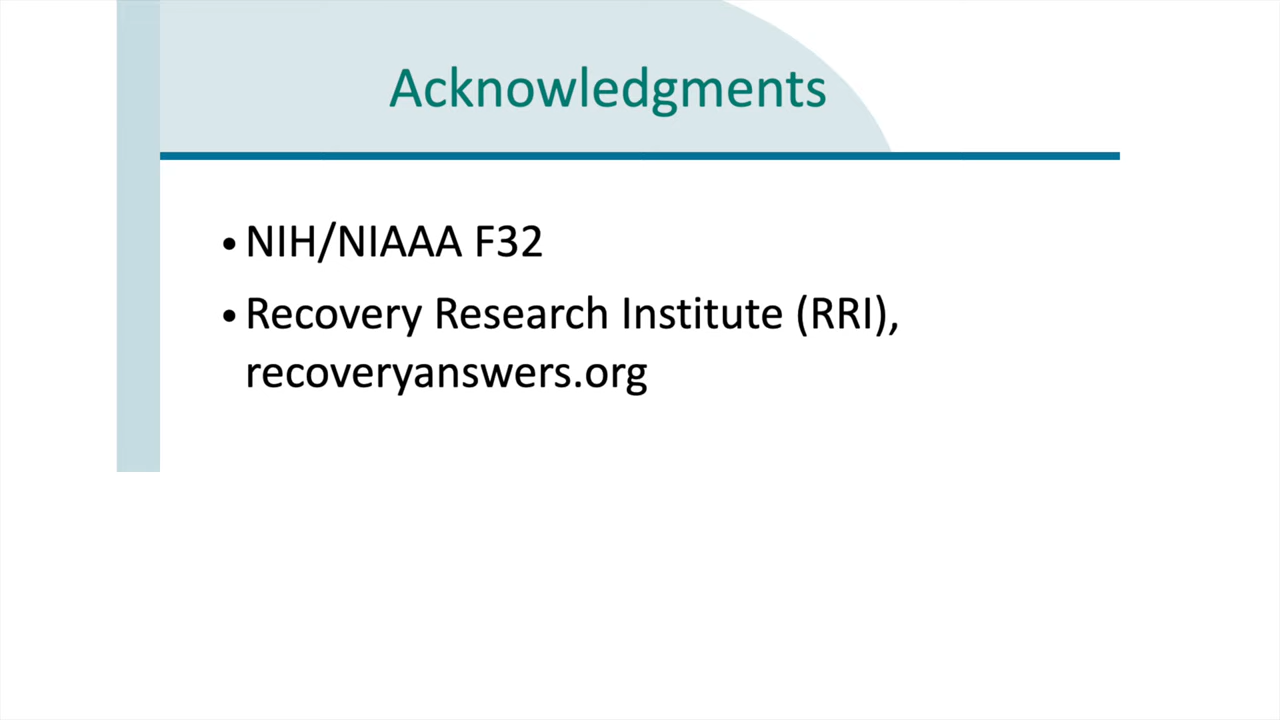 Acknowledgments
• NIH/NIAAA F32
• Recovery Research Institute (RRI),
recoveryanswers.org